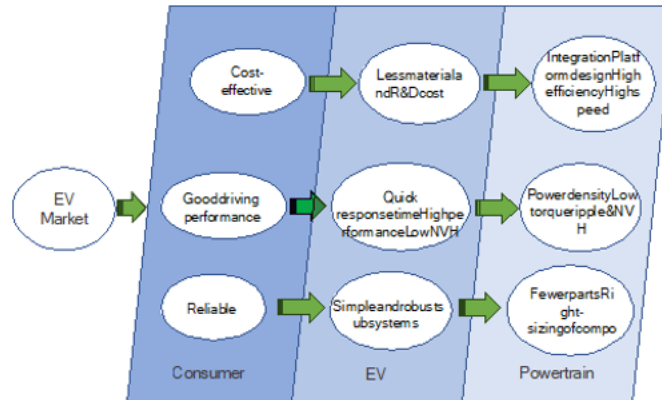 Cost-
effective
Lessmateriala
ndR&Dcost
IntegrationPlatf
ormdesignHigh
efficiencyHighs
peed
EV
Market
Gooddriving
performance
Quick
responsetimeHighpe
rformanceLowNVH
PowerdensityLow
torqueripple&NV
H
Reliable
Simpleandrobusts
ubsystems
FewerpartsRi
ght-
sizingofcompo
Consumer
EV
Powertrain